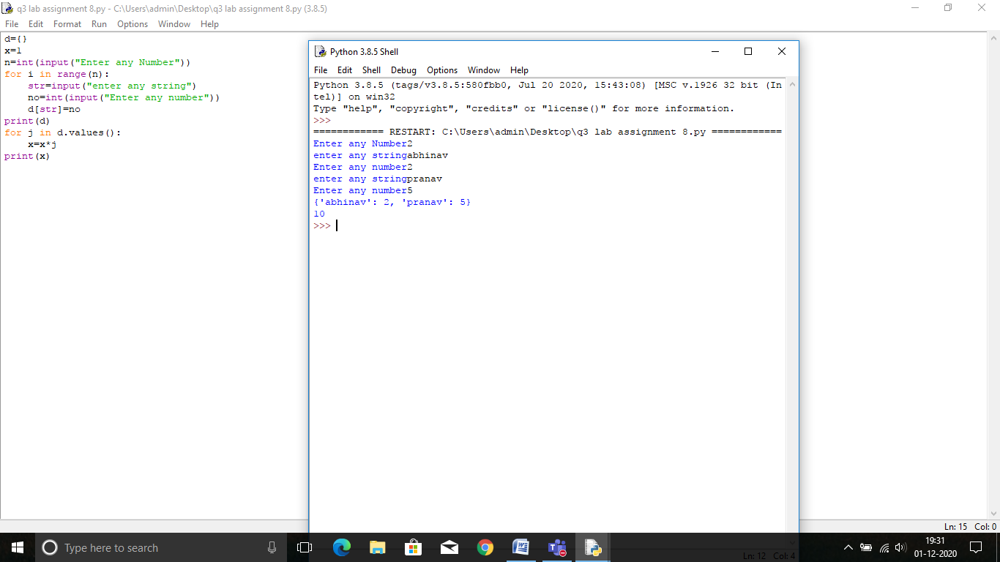 q3 lab assignment 8.py - C:\Users\admin\Desktop\q3 lab assignment 8.py (3.8.5)
File Edit Format Run Options Window Help
d={}
x=1
n=int(input("Enter any Number"))
for i in range(n):
    str=input("enter any string")
    no=int(input("Enter any number"))
    d[str]=no
print(d)
for j in d.values():
    x=x*j
print(x)
Python 3.8.5 Shell
File Edit Shell Debug Options Window Help
Python 3.8.5 (tags/v3.8.5:580fbb0, Jul 20 2020, 15:43:08) [MSC v.1926 32 bit (In
tel)] on win32
Type "help", "copyright", "credits" or "license()" for more information.
>>>
============ RESTART: C:\Users\admin\Desktop\q3 lab assignment 8.py ============
Enter any Number2
enter any stringabhinav
Enter any number2
enter any stringpranav
Enter any number5
{'abhinav': 2, 'pranav': 5}
10
>>>
Ln: 15 Col: 0
Ln: 12 Col: 4
Type here to search
19:31
01-12-2020